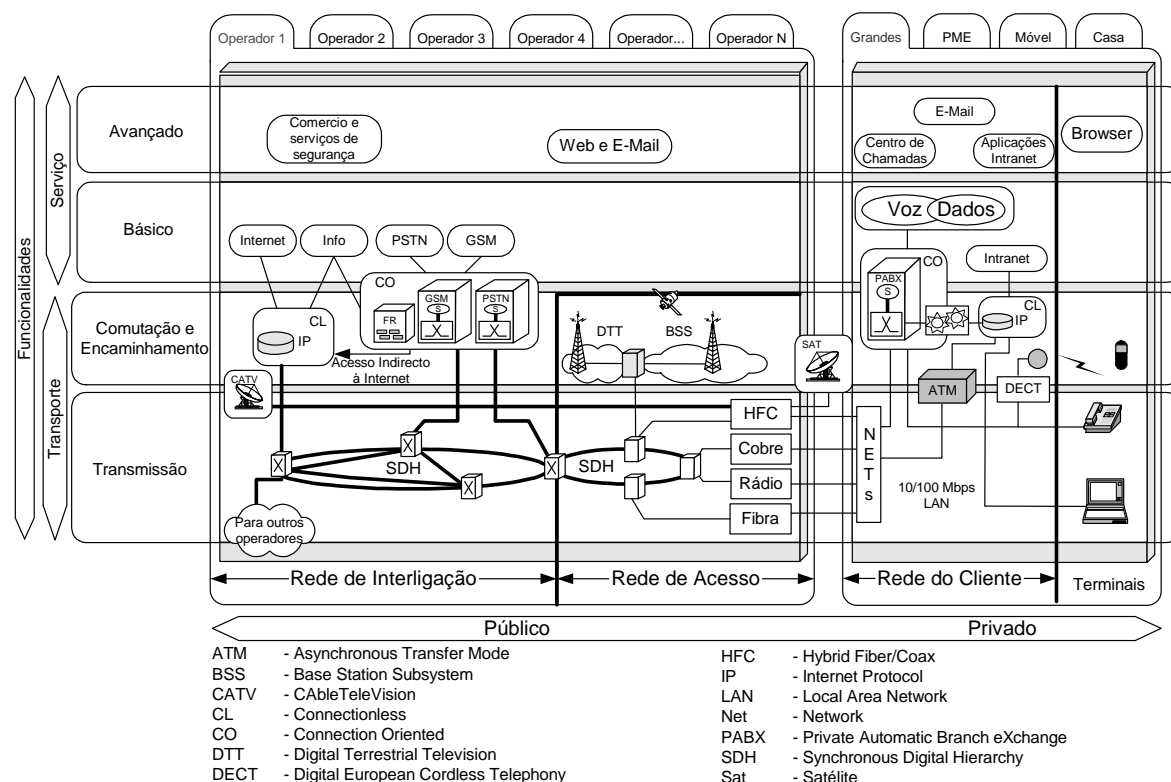 Operador 1
Operador 2
Operador 3
Operador 4
Operador...
Operador N
Grandes
PME
Móvel
Casa
Funcionalidades
Serviço
Transporte
Avançado
Comercio e
serviços de
segurança
Web e E-Mail
E-Mail
Centro de
Chamadas
Aplicações
Intranet
Browser
Básico
Internet
Info
PSTN
GSM
Voz
Dados
Intranet
CO
GSM
S
PSTN
S
FR
CO
PABX
S
CL
IP
CL
IP
Comutação e
Encaminhamento
Acesso Indirecto
à Internet
DTT
BSS
SAT
CATV
ATM
DECT
Transmissão
SDH
SDH
HFC
Cobre
Rádio
Fibra
N
E
T
s
10/100 Mbps
LAN
Para outros
operadores
Rede de Interligação
Rede de Acesso
Rede do Cliente
Terminais
Público
Privado
ATM - Asynchronous Transfer Mode
BSS - Base Station Subsystem
CATV - CAbleTeleVision
CL - Connectionless
CO - Connection Oriented
DTT - Digital Terrestrial Television
DECT - Digital European Cordless Telephony
HFC - Hybrid Fiber/Coax
IP - Internet Protocol
LAN - Local Area Network
Net - Network
PABX - Private Automatic Branch eXchange
SDH - Synchronous Digital Hierarchy
Sat - Satélite